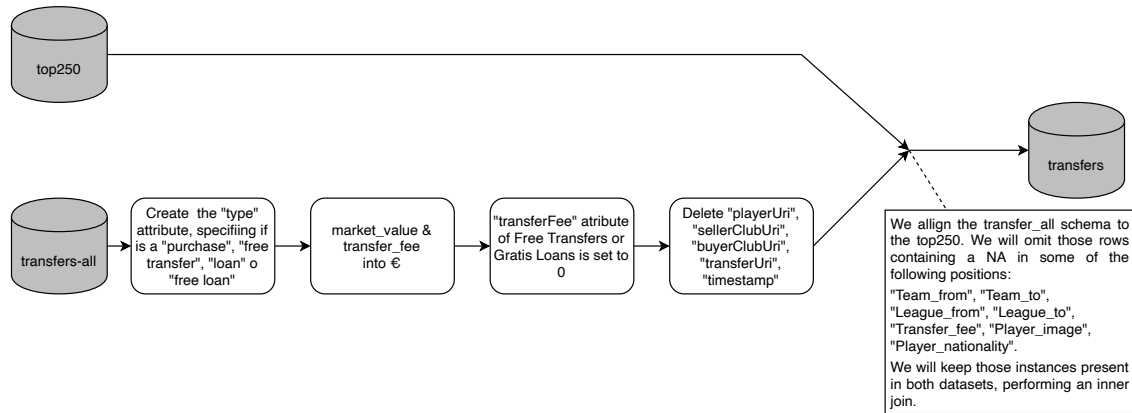 top250
transfers-all
Create the "type"
attribute, specifiing if
is a "purchase", "free
transfer", "loan" o
"free loan"
market_value &
transfer_fee
into €
"transferFee" atribute
of Free Transfers or
Gratis Loans is set to
0
Delete "playerUri",
"sellerClubUri",
"buyerClubUri",
"transferUri",
"timestamp"
transfers
We allign the transfer_all schema to
the top250. We will omit those rows
containing a NA in some of the
following positions:
"Team_from", "Team_to",
"League_from", "League_to",
"Transfer_fee", "Player_image",
"Player_nationality".
We will keep those instances present
in both datasets, performing an inner
join.